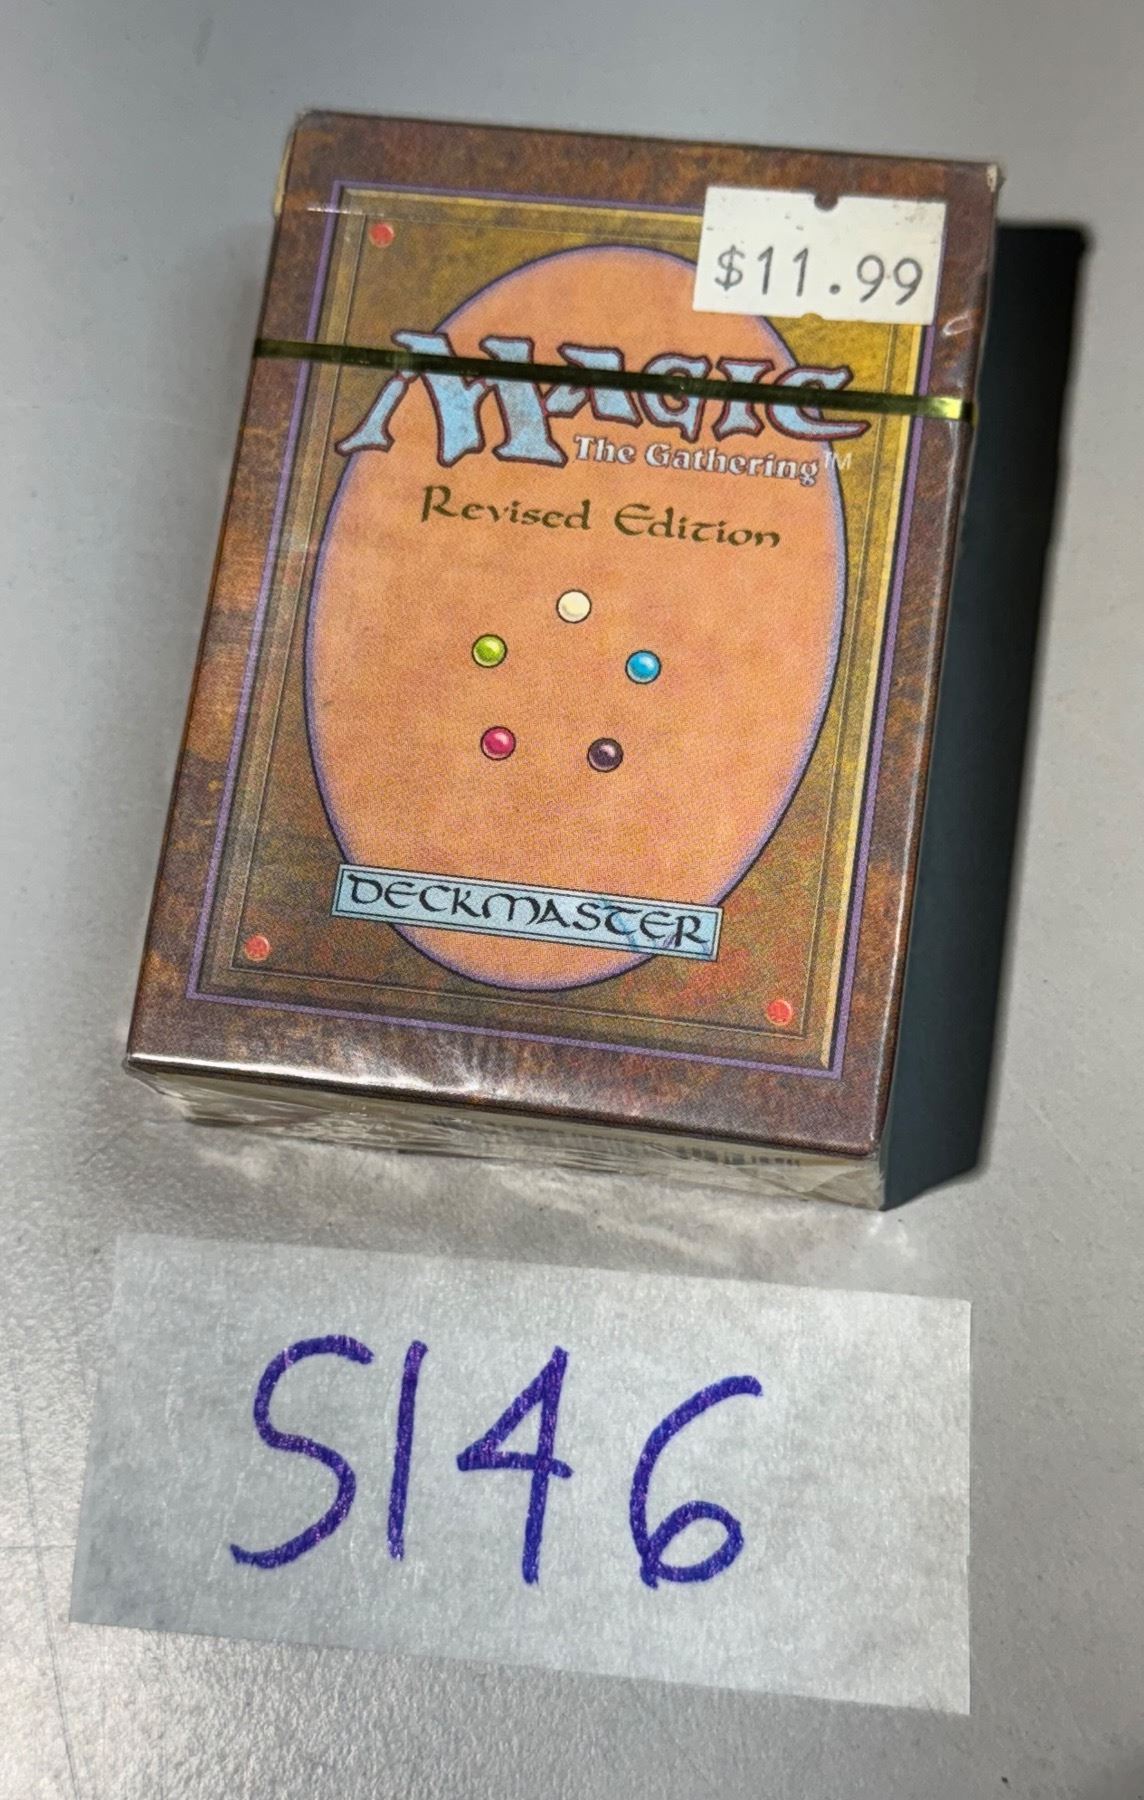 $11.99
MAGIC
The Gathering™
Revised Edition
DECKMASTER
S146